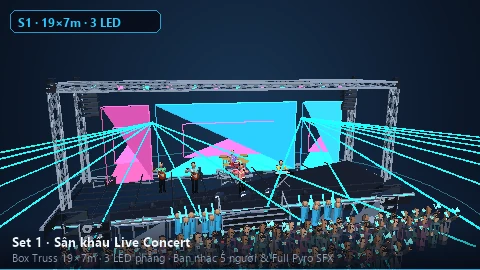 S1 · 19×7m · 3 LED
Set 1 · Sân khấu Live Concert
Box Truss 19×7m · 3 LED phẳng · Ban nhạc 5 người & Full Pyro SFX